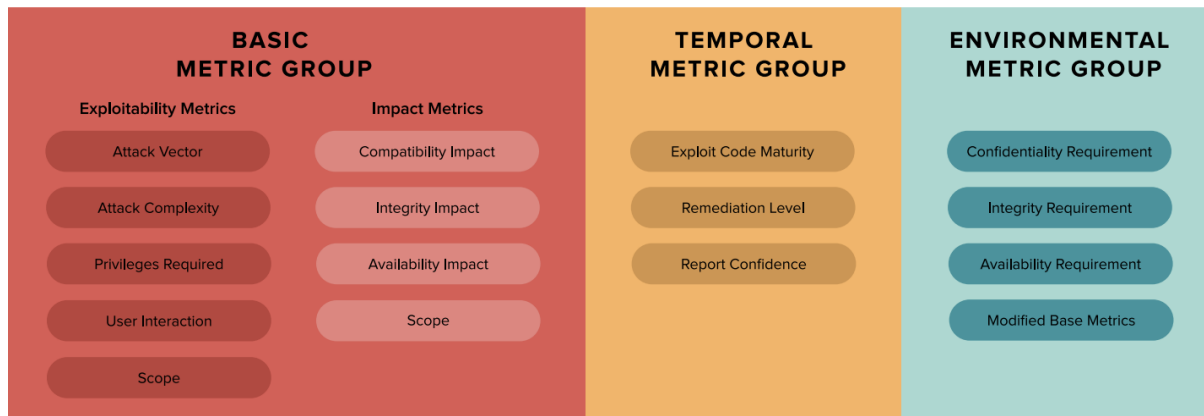 BASIC
METRIC GROUP
Exploitability Metrics
Attack Vector
Attack Complexity
Privileges Required
User Interaction
Scope
Impact Metrics
Compatibility Impact
Integrity Impact
Availability Impact
Scope
TEMPORAL
METRIC GROUP
Exploit Code Maturity
Remediation Level
Report Confidence
ENVIRONMENTAL
METRIC GROUP
Confidentiality Requirement
Integrity Requirement
Availability Requirement
Modified Base Metrics